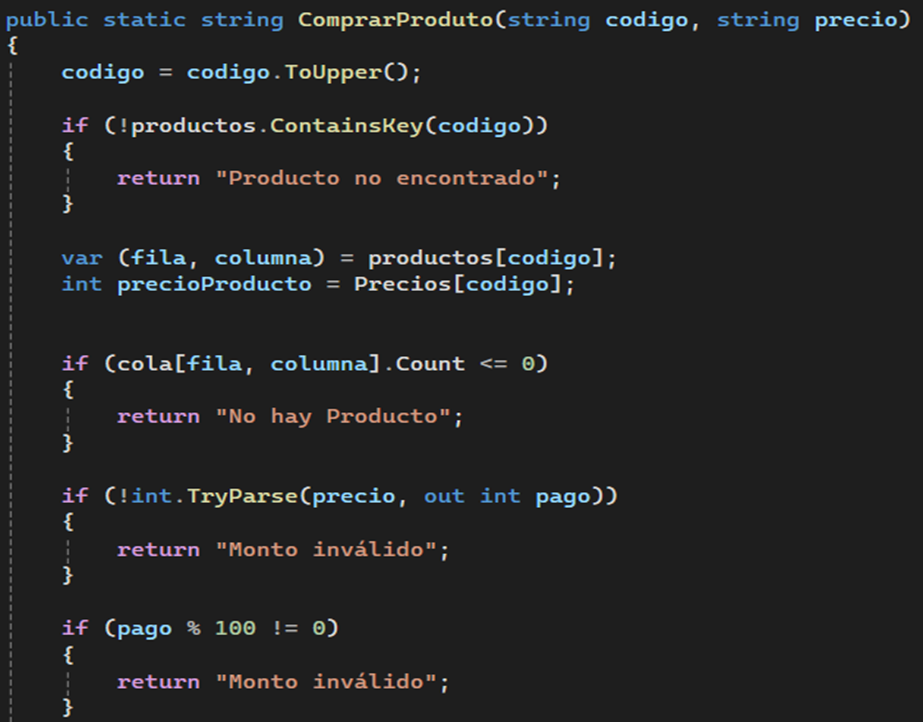 public static string ComprarProduto(string codigo, string precio)
{
    codigo = codigo.ToUpper();
    if (!productos.ContainsKey(codigo))
    {
        return "Producto no encontrado";
    }
    var (fila, columna) = productos[codigo];
    int precioProducto = Precios[codigo];
    if (cola[fila, columna].Count <= 0)
    {
        return "No hay Producto";
    }
    if (!int.TryParse(precio, out int pago))
    {
        return "Monto inválido";
    }
    if (pago % 100 != 0)
    {
        return "Monto inválido";
    }